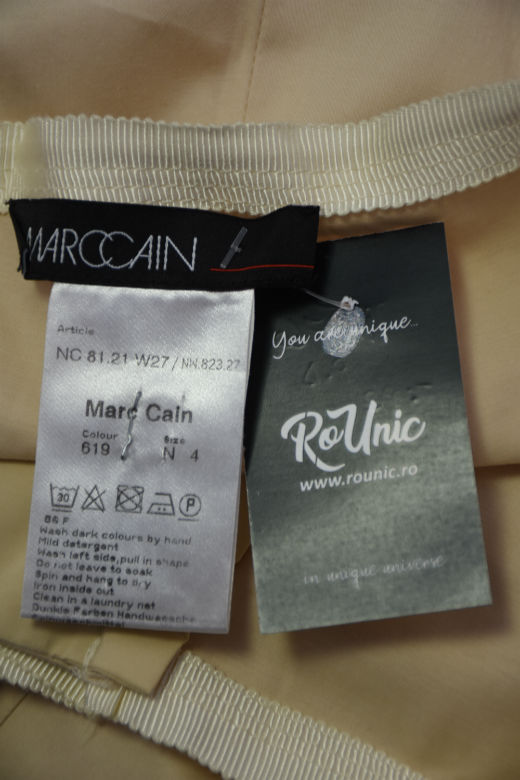 MARCCAIN 4
Article
NC 81.21 W27 / NN.823.27
Marc Cain
Colour Size
619 N 4
30 P
B6 F
Wash dark colours by hand
Mild detergent
Wash left side,pull in shape
Do not leave to soak
Spin and hang to dry
Iron inside out
Clean in a laundry net
Dunkle Farben Handwaesche
You are unique...
RoUnic
www.rounic.ro
in unique universe